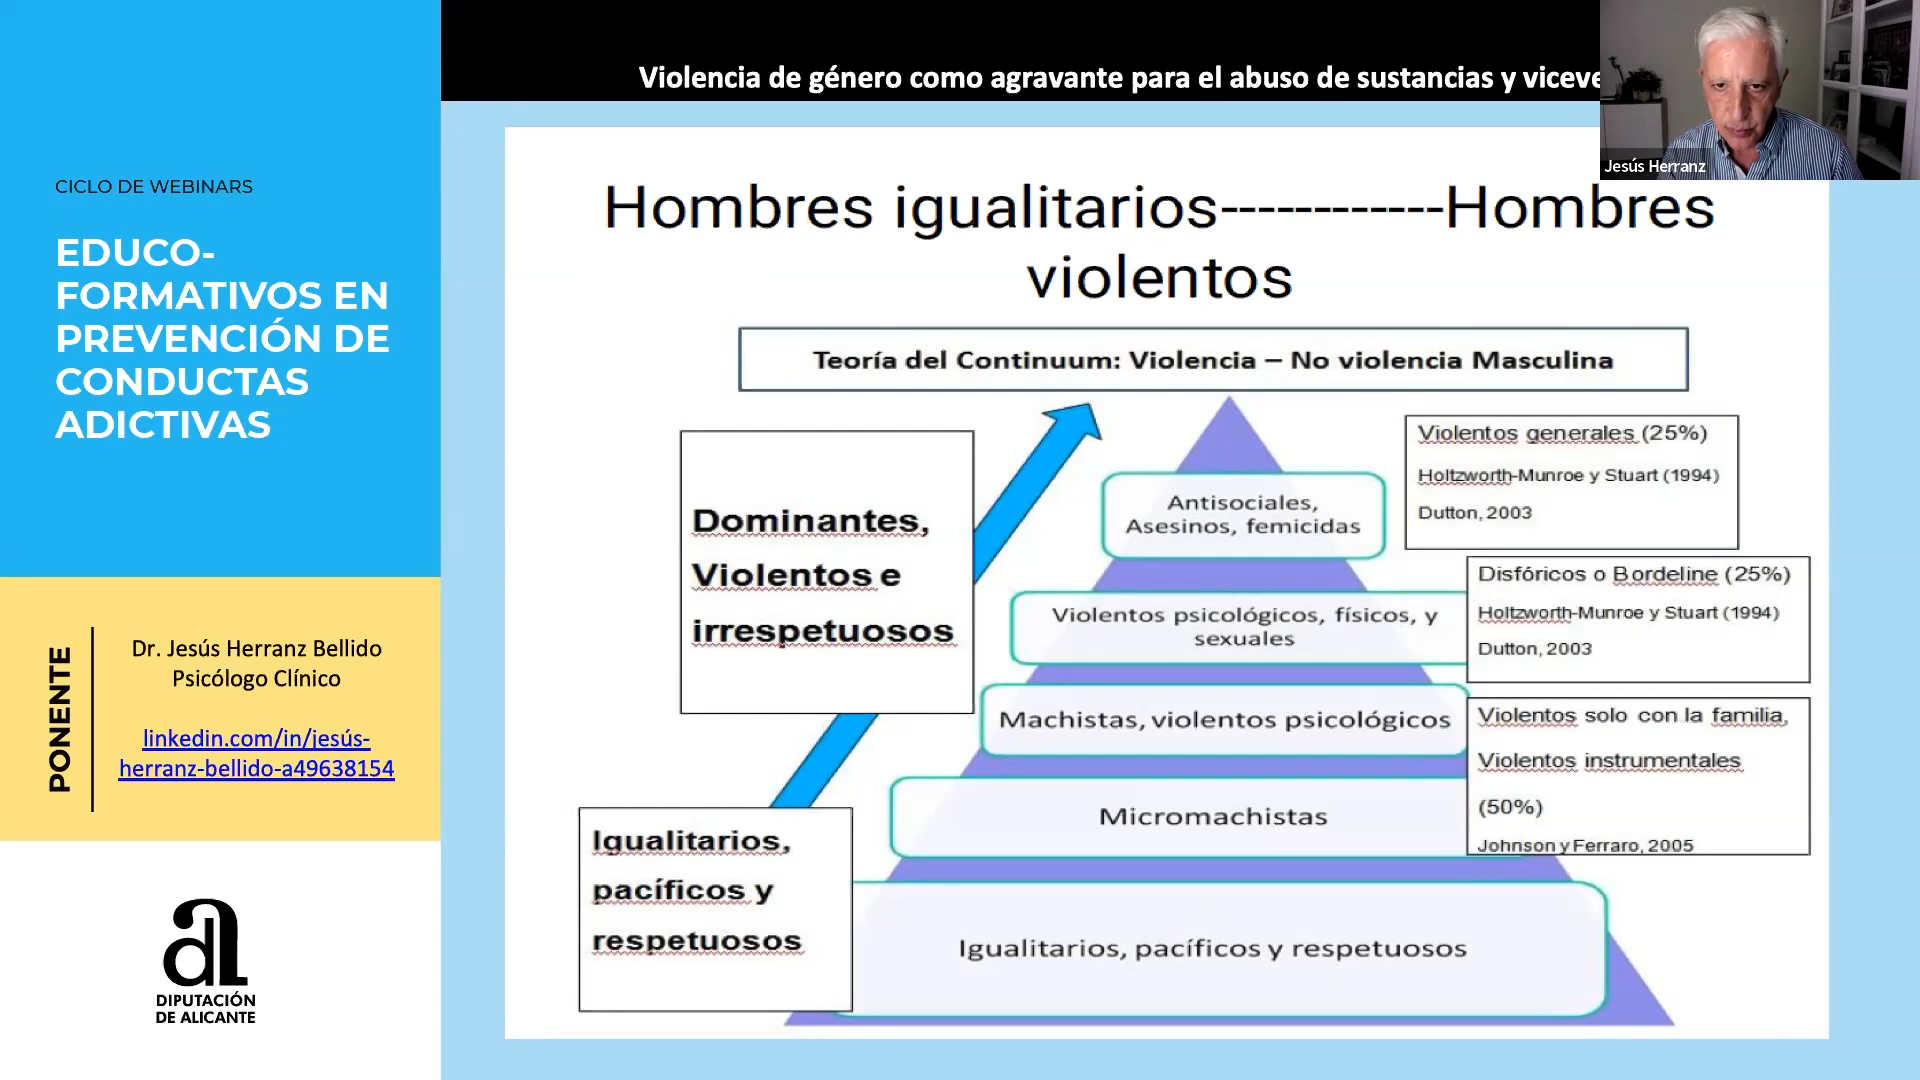 CICLO DE WEBINARS
EDUCO-
FORMATIVOS EN
PREVENCIÓN DE
CONDUCTAS
ADICTIVAS
PONENTE
Dr. Jesús Herranz Bellido
Psicólogo Clínico
linkedin.com/in/jesús-
herranz-bellido-a49638154
DIPUTACIÓN
DE ALICANTE
Violencia de género como agravante para el abuso de sustancias y viceve
Jesús Herranz
Hombres igualitarios------------Hombres
violentos
Teoría del Continuum: Violencia – No violencia Masculina
Dominantes,
Violentos e
irrespetuosos
Igualitarios,
pacíficos y
respetuosos
Antisociales,
Asesinos, femicidas
Violentos psicológicos, físicos, y
sexuales
Machistas, violentos psicológicos
Micromachistas
Igualitarios, pacíficos y respetuosos
Violentos generales (25%)
Holtzworth-Munroe y Stuart (1994)
Dutton, 2003
Disfóricos o Bordeline (25%)
Holtzworth-Munroe y Stuart (1994)
Dutton, 2003
Violentos solo con la familia,
Violentos instrumentales
(50%)
Johnson y Ferraro, 2005